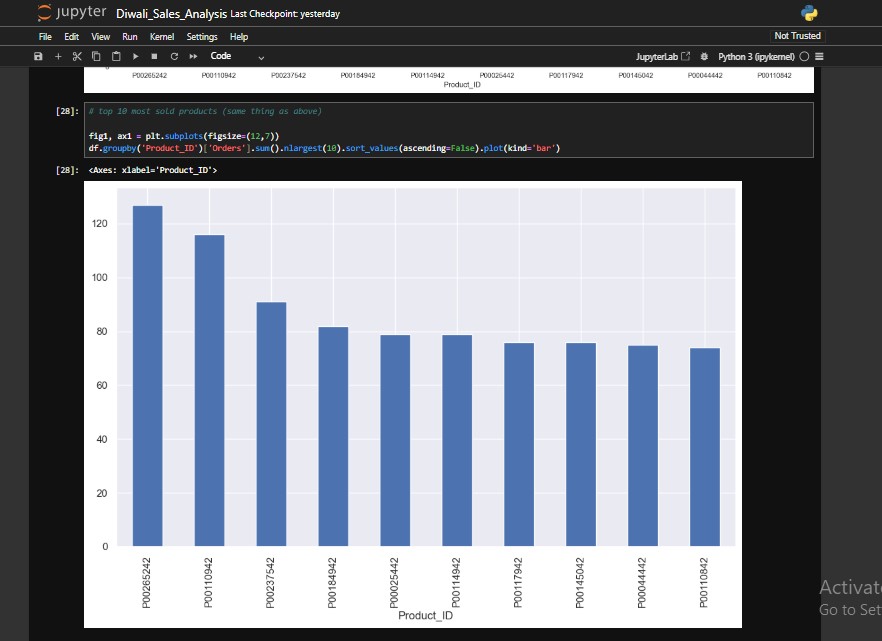 jupyter Diwali_Sales_Analysis Last Checkpoint: yesterday
File Edit View Run Kernel Settings Help Not Trusted
Code JupyterLab Python 3 (ipykernel)
P00265242 P00110942 P00237542 P00184942 P00114942 P00025442 P00117942 P00145042 P00044442 P00110842
Product_ID
[28]: # top 10 most sold products (same thing as above)
fig1, ax1 = plt.subplots(figsize=(12,7))
df.groupby('Product_ID')['Orders'].sum().nlargest(10).sort_values(ascending=False).plot(kind='bar')
[28]: <Axes: xlabel='Product_ID'>
120
100
80
60
40
20
0
P00265242 P00110942 P00237542 P00184942 P00025442 P00114942 P00117942 P00145042 P00044442 P00110842
Product_ID
Activat
Go to Set